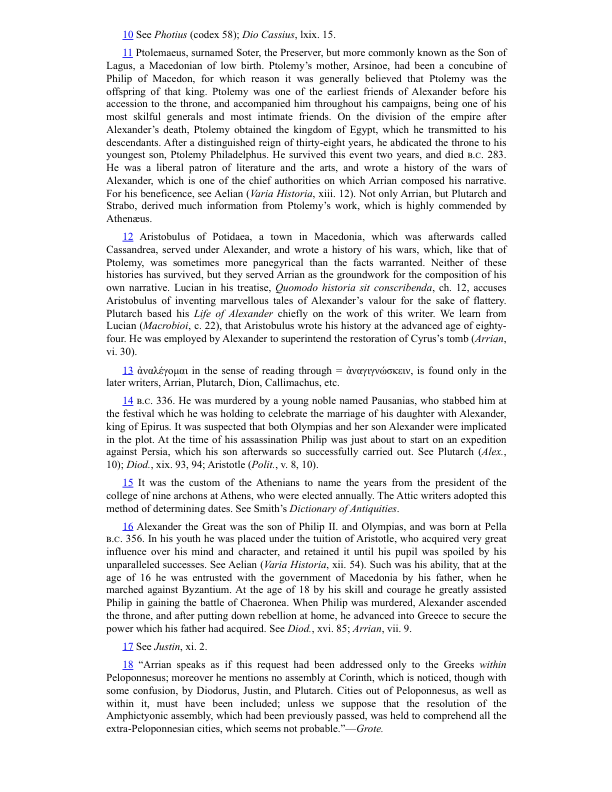 10 See Photius (codex 58); Dio Cassius, lxix. 15.
11 Ptolemaeus, surnamed Soter, the Preserver, but more commonly known as the Son of
Lagus, a Macedonian of low birth. Ptolemy’s mother, Arsinoe, had been a concubine of
Philip of Macedon, for which reason it was generally believed that Ptolemy was the
offspring of that king. Ptolemy was one of the earliest friends of Alexander before his
accession to the throne, and accompanied him throughout his campaigns, being one of his
most skilful generals and most intimate friends. On the division of the empire after
Alexander’s death, Ptolemy obtained the kingdom of Egypt, which he transmitted to his
descendants. After a distinguished reign of thirty-eight years, he abdicated the throne to his
youngest son, Ptolemy Philadelphus. He survived this event two years, and died B.C. 283.
He was a liberal patron of literature and the arts, and wrote a history of the wars of
Alexander, which is one of the chief authorities on which Arrian composed his narrative.
For his beneficence, see Aelian (Varia Historia, xiii. 12). Not only Arrian, but Plutarch and
Strabo, derived much information from Ptolemy’s work, which is highly commended by
Athenæus.
12 Aristobulus of Potidaea, a town in Macedonia, which was afterwards called
Cassandrea, served under Alexander, and wrote a history of his wars, which, like that of
Ptolemy, was sometimes more panegyrical than the facts warranted. Neither of these
histories has survived, but they served Arrian as the groundwork for the composition of his
own narrative. Lucian in his treatise, Quomodo historia sit conscribenda, ch. 12, accuses
Aristobulus of inventing marvellous tales of Alexander’s valour for the sake of flattery.
Plutarch based his Life of Alexander chiefly on the work of this writer. We learn from
Lucian (Macrobioi, c. 22), that Aristobulus wrote his history at the advanced age of eighty-
four. He was employed by Alexander to superintend the restoration of Cyrus’s tomb (Arrian,
vi. 30).
13 ἀναλέγομαι in the sense of reading through = ἀναγιγνώσκειν, is found only in the
later writers, Arrian, Plutarch, Dion, Callimachus, etc.
14 B.C. 336. He was murdered by a young noble named Pausanias, who stabbed him at
the festival which he was holding to celebrate the marriage of his daughter with Alexander,
king of Epirus. It was suspected that both Olympias and her son Alexander were implicated
in the plot. At the time of his assassination Philip was just about to start on an expedition
against Persia, which his son afterwards so successfully carried out. See Plutarch (Alex.,
10); Diod., xix. 93, 94; Aristotle (Polit., v. 8, 10).
15 It was the custom of the Athenians to name the years from the president of the
college of nine archons at Athens, who were elected annually. The Attic writers adopted this
method of determining dates. See Smith’s Dictionary of Antiquities.
16 Alexander the Great was the son of Philip II. and Olympias, and was born at Pella
B.C. 356. In his youth he was placed under the tuition of Aristotle, who acquired very great
influence over his mind and character, and retained it until his pupil was spoiled by his
unparalleled successes. See Aelian (Varia Historia, xii. 54). Such was his ability, that at the
age of 16 he was entrusted with the government of Macedonia by his father, when he
marched against Byzantium. At the age of 18 by his skill and courage he greatly assisted
Philip in gaining the battle of Chaeronea. When Philip was murdered, Alexander ascended
the throne, and after putting down rebellion at home, he advanced into Greece to secure the
power which his father had acquired. See Diod., xvi. 85; Arrian, vii. 9.
17 See Justin, xi. 2.
18 “Arrian speaks as if this request had been addressed only to the Greeks within
Peloponnesus; moreover he mentions no assembly at Corinth, which is noticed, though with
some confusion, by Diodorus, Justin, and Plutarch. Cities out of Peloponnesus, as well as
within it, must have been included; unless we suppose that the resolution of the
Amphictyonic assembly, which had been previously passed, was held to comprehend all the
extra-Peloponnesian cities, which seems not probable.”—Grote.